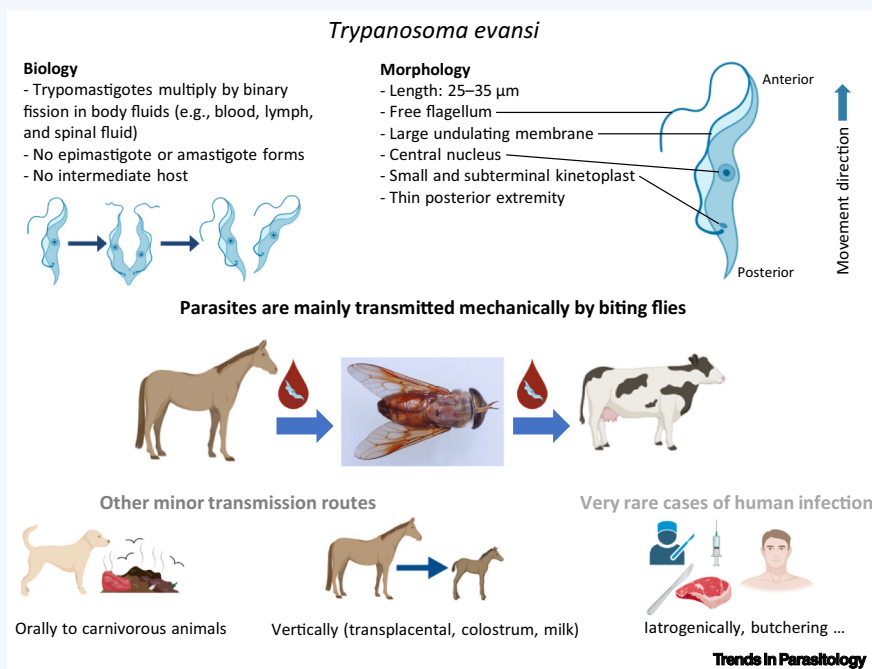 Trypanosoma evansi
Biology
- Trypomastigotes multiply by binary
fission in body fluids (e.g., blood, lymph,
and spinal fluid)
- No epimastigote or amastigote forms
- No intermediate host
Morphology
- Length: 25–35 μm
- Free flagellum
- Large undulating membrane
- Central nucleus
- Small and subterminal kinetoplast
- Thin posterior extremity
Anterior
Posterior
Movement direction
Parasites are mainly transmitted mechanically by biting flies
Other minor transmission routes
Very rare cases of human infection
Orally to carnivorous animals
Vertically (transplacental, colostrum, milk)
Iatrogenically, butchering ...
Trends in Parasitology